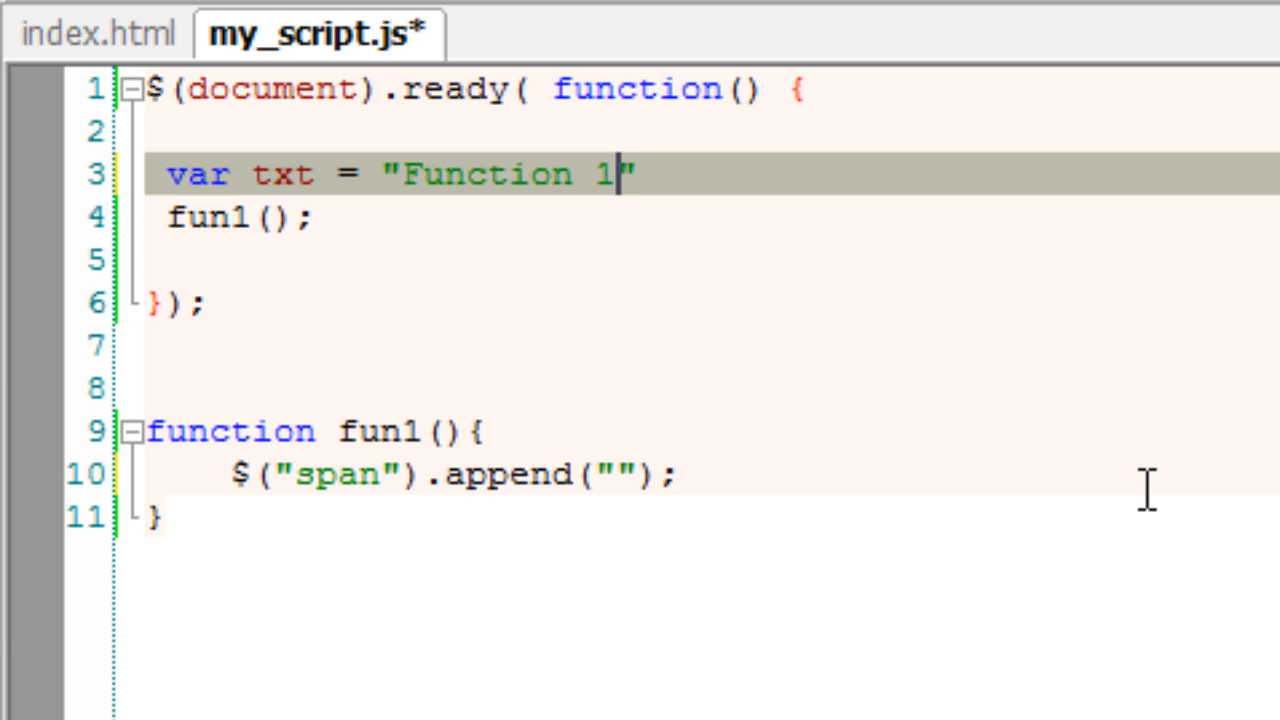 index.html my_script.js*
1 $(document).ready( function() {
2
3 var txt = "Function 1"
4 fun1();
5
6 });
7
8
9 function fun1(){
10 $("span").append("");
11 }